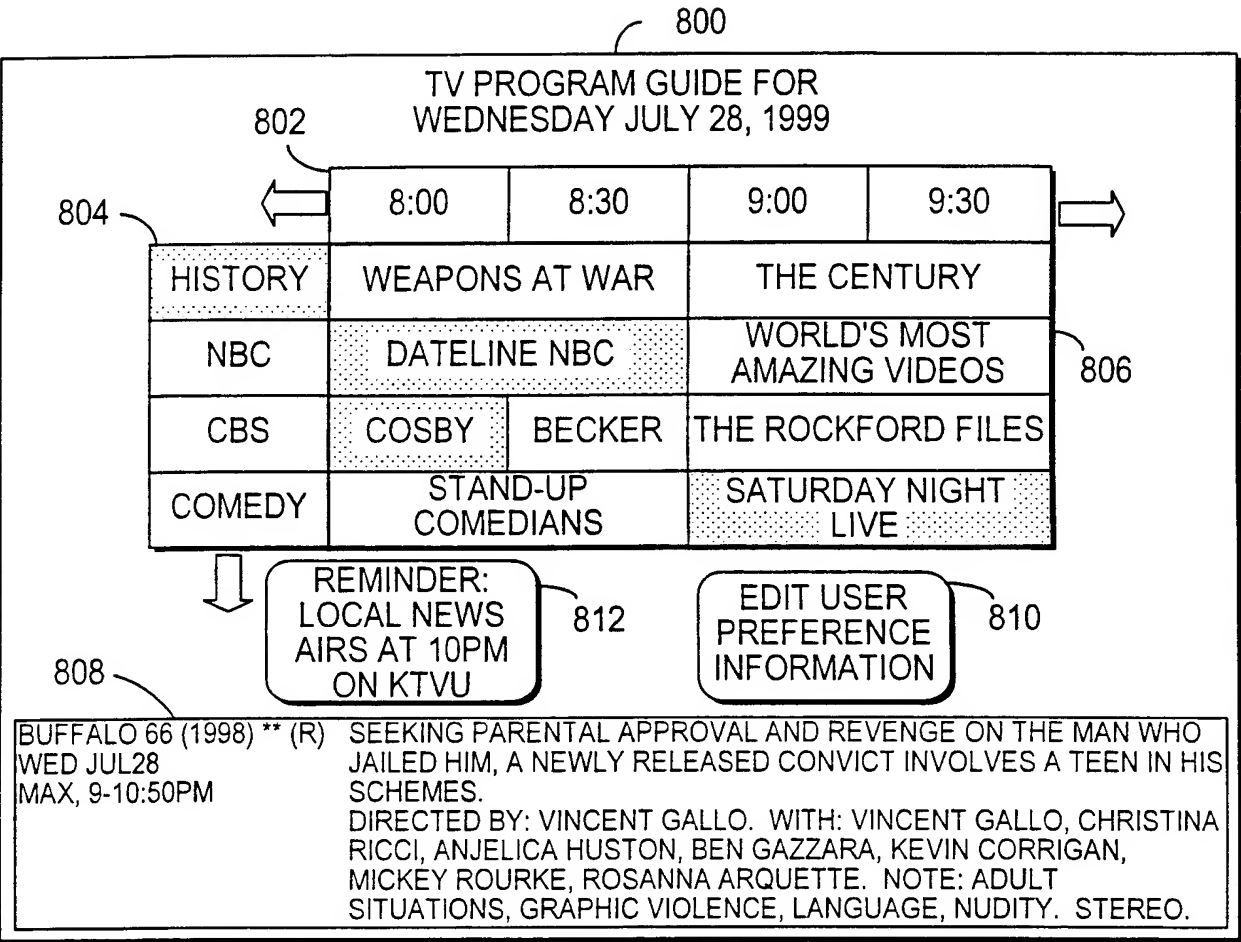 800
TV PROGRAM GUIDE FOR
WEDNESDAY JULY 28, 1999
802
8:00 8:30 9:00 9:30
804
HISTORY WEAPONS AT WAR THE CENTURY
NBC DATELINE NBC WORLD'S MOST
AMAZING VIDEOS
806
CBS COSBY BECKER THE ROCKFORD FILES
COMEDY STAND-UP
COMEDIANS
SATURDAY NIGHT
LIVE
REMINDER:
LOCAL NEWS
AIRS AT 10PM
ON KTVU
812
EDIT USER
PREFERENCE
INFORMATION
810
808
BUFFALO 66 (1998) ** (R)
WED JUL28
MAX, 9-10:50PM
SEEKING PARENTAL APPROVAL AND REVENGE ON THE MAN WHO
JAILED HIM, A NEWLY RELEASED CONVICT INVOLVES A TEEN IN HIS
SCHEMES.
DIRECTED BY: VINCENT GALLO. WITH: VINCENT GALLO, CHRISTINA
RICCI, ANJELICA HUSTON, BEN GAZZARA, KEVIN CORRIGAN,
MICKEY ROURKE, ROSANNA ARQUETTE. NOTE: ADULT
SITUATIONS, GRAPHIC VIOLENCE, LANGUAGE, NUDITY. STEREO.